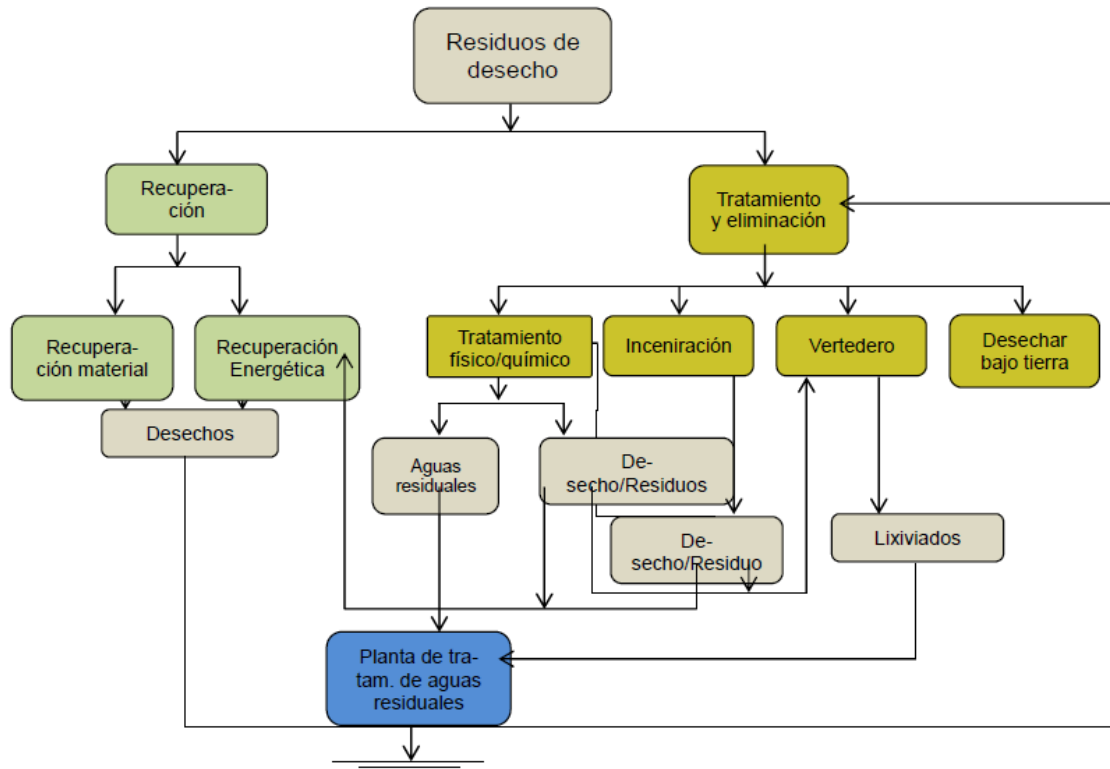 Residuos de
desecho
Recupera-
ción
Tratamiento
y eliminación
Recupera-
ción material
Recuperación
Energética
Tratamiento
físico/químico
Inceniración
Vertedero
Desechar
bajo tierra
Desechos
Aguas
residuales
De-
secho/Residuos
De-
secho/Residuo
Lixiviados
Planta de tra-
tam. de aguas
residuales